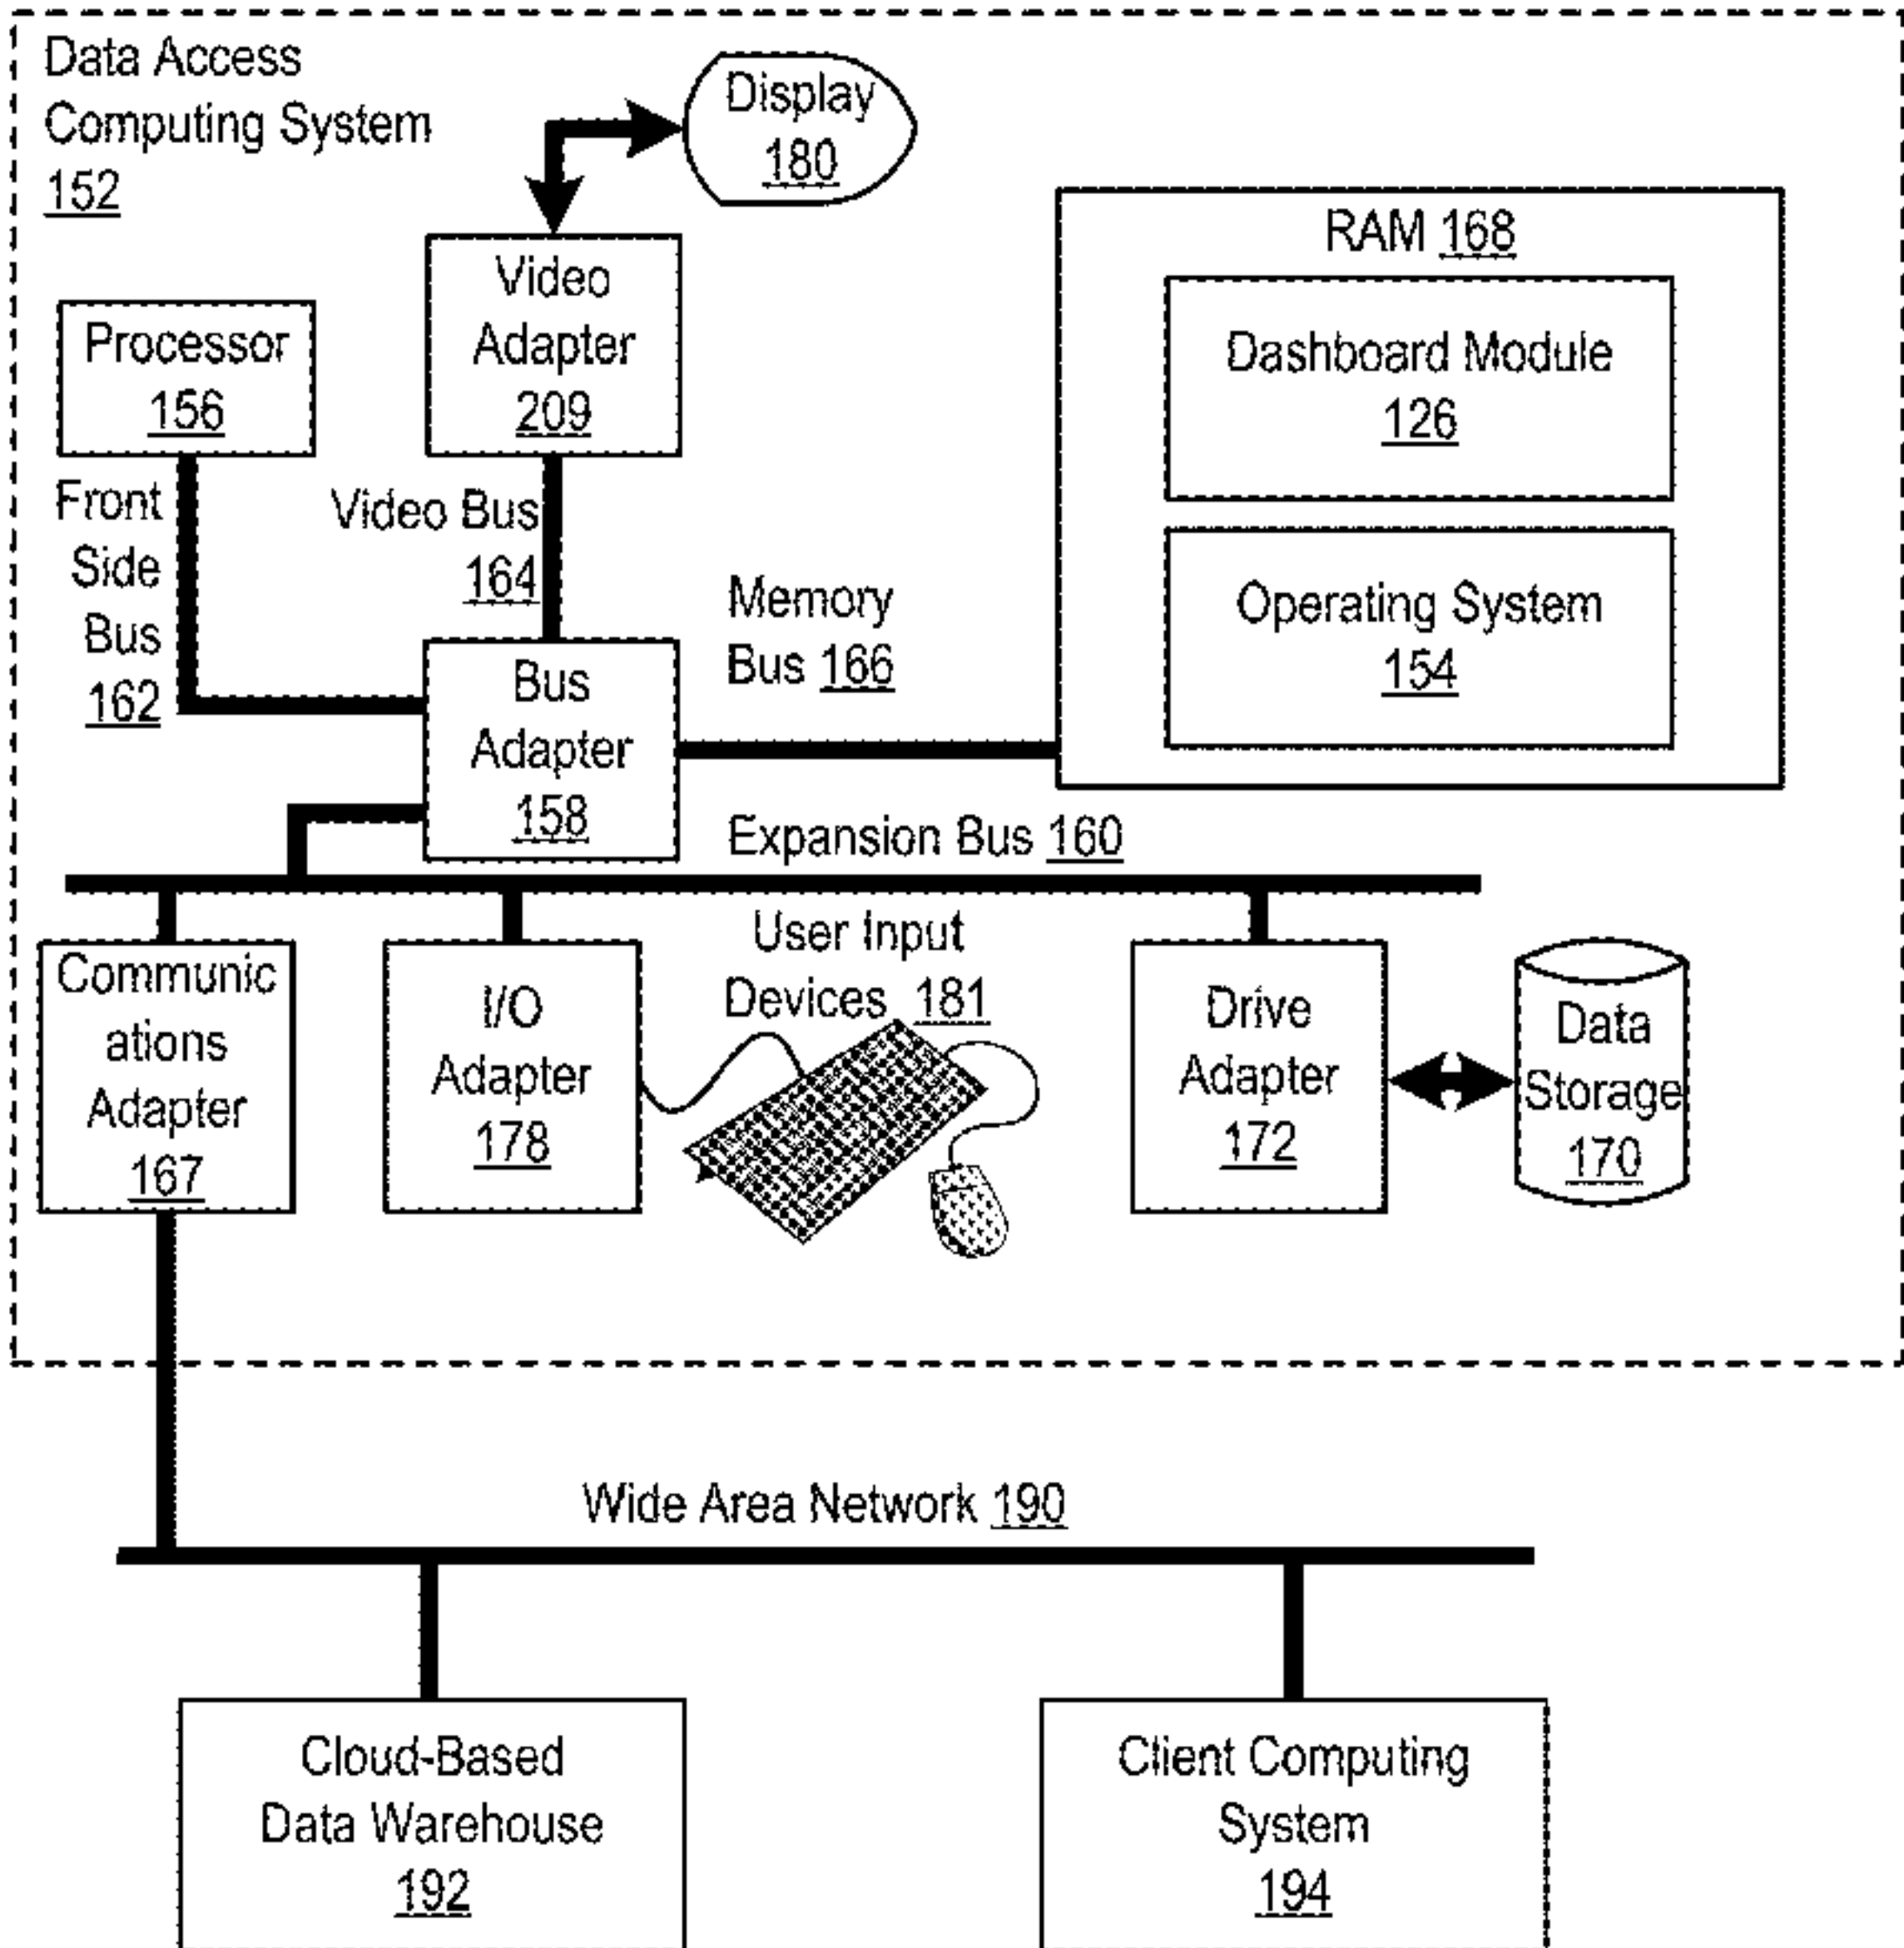 Data Access
Computing System
152
Display
180
RAM 168
Video
Adapter
209
Processor
156
Dashboard Module
126
Front
Side
Bus
162
Video Bus
164
Memory
Bus 166
Operating System
154
Bus
Adapter
158
Expansion Bus 160
Communic
ations
Adapter
167
I/O
Adapter
178
User Input
Devices 181
Drive
Adapter
172
Data
Storage
170
Wide Area Network 190
Cloud-Based
Data Warehouse
192
Client Computing
System
194